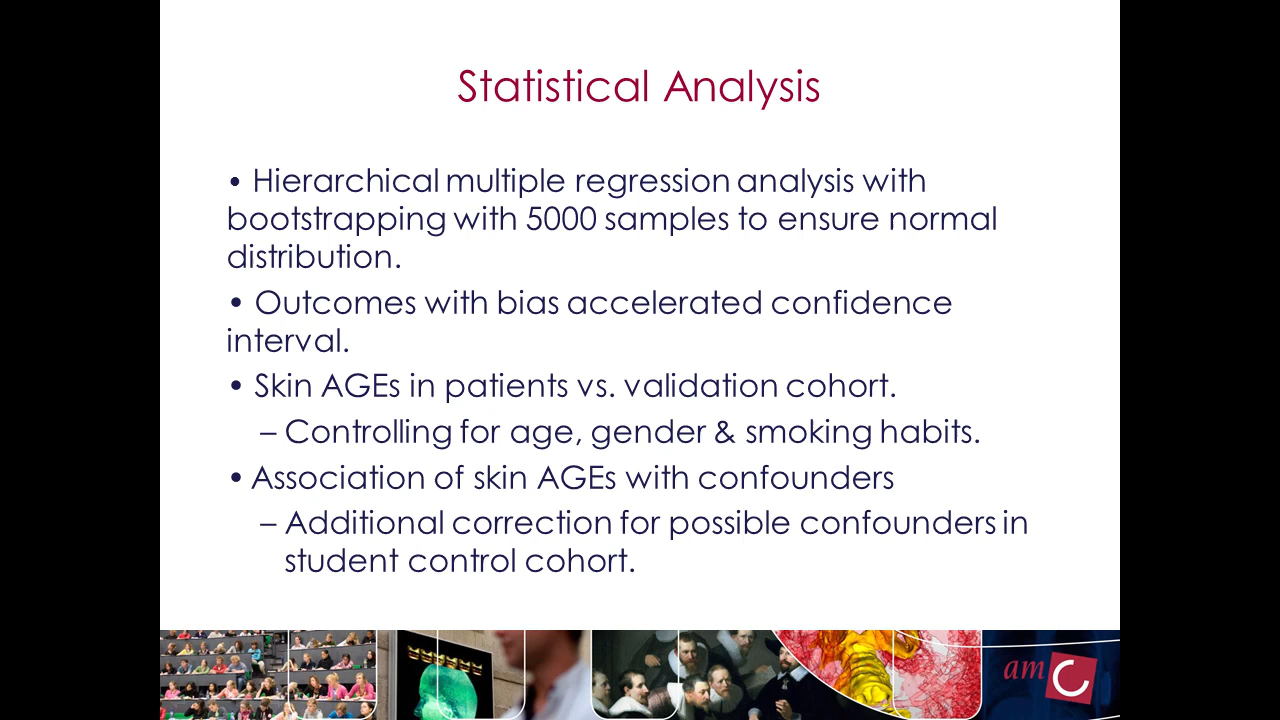 Statistical Analysis
• Hierarchical multiple regression analysis with
bootstrapping with 5000 samples to ensure normal
distribution.
• Outcomes with bias accelerated confidence
interval.
• Skin AGEs in patients vs. validation cohort.
– Controlling for age, gender & smoking habits.
• Association of skin AGEs with confounders
– Additional correction for possible confounders in
student control cohort.
amC